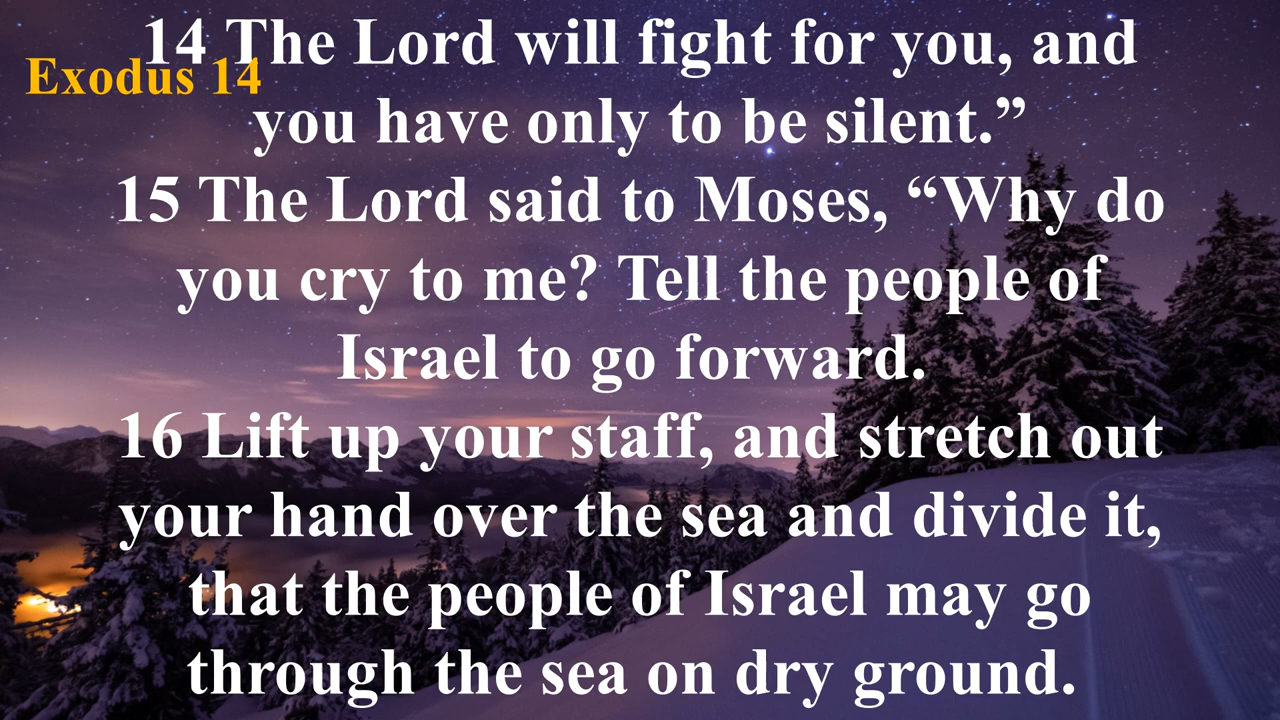 Exodus 14
14 The Lord will fight for you, and
you have only to be silent.”
15 The Lord said to Moses, “Why do
you cry to me? Tell the people of
Israel to go forward.
16 Lift up your staff, and stretch out
your hand over the sea and divide it,
that the people of Israel may go
through the sea on dry ground.